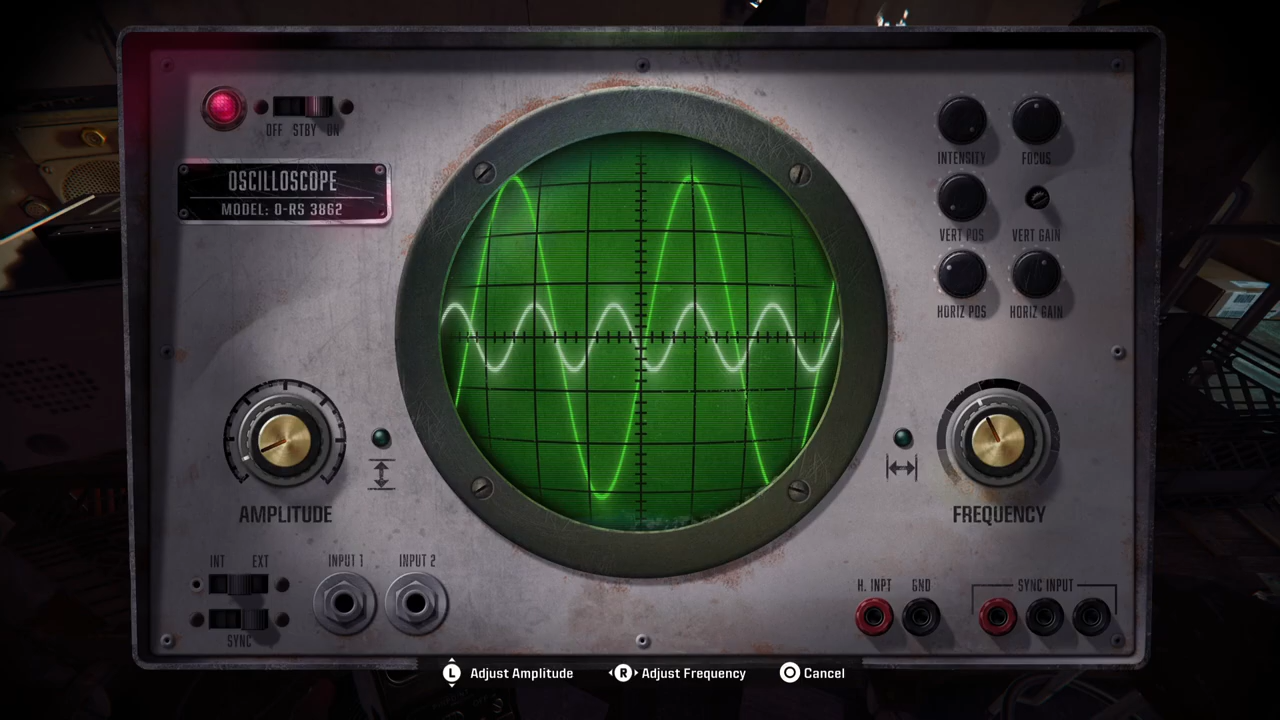 OFF STBY ON
OSCILLOSCOPE
MODEL: O-RS 3862
INTENSITY
FOCUS
VERT POS
VERT GAIN
HORIZ POS
HORIZ GAIN
AMPLITUDE
FREQUENCY
INT
EXT
SYNC
INPUT 1
INPUT 2
H. INPT
GND
SYNC INPUT
L Adjust Amplitude
R Adjust Frequency
Cancel